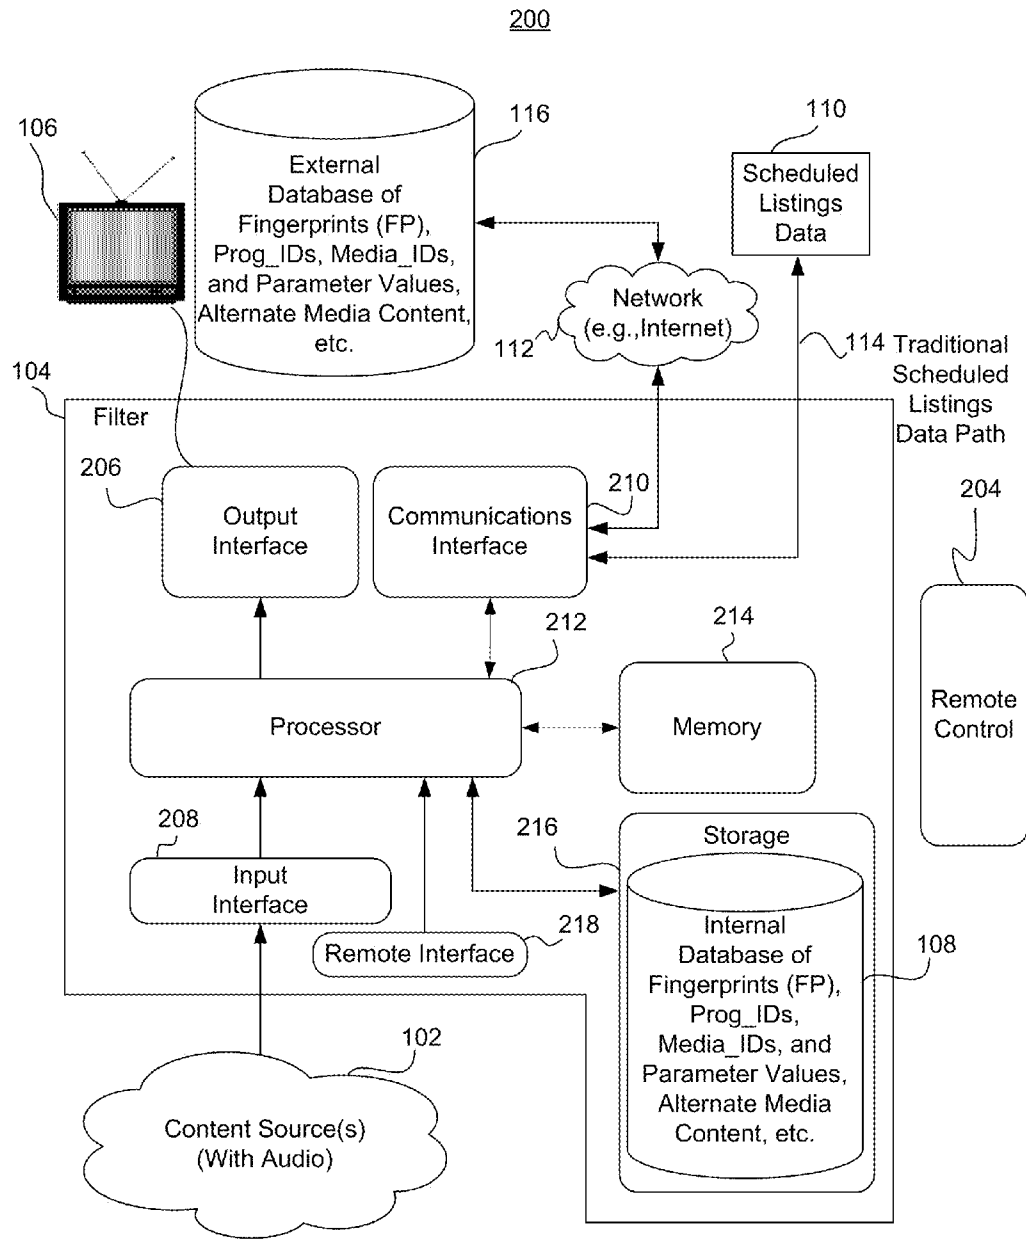 200
106
External
Database of
Fingerprints (FP),
Prog_IDs, Media_IDs,
and Parameter Values,
Alternate Media Content,
etc.
116
110
Scheduled
Listings
Data
Network
(e.g.,Internet)
112
114 Traditional
Scheduled
Listings
Data Path
104
Filter
206
Output
Interface
Communications
Interface
210
204
Remote
Control
212
Processor
214
Memory
208
Input
Interface
Remote Interface
218
216
Storage
Internal
Database of
Fingerprints (FP),
Prog_IDs,
Media_IDs, and
Parameter Values,
Alternate Media
Content, etc.
108
102
Content Source(s)
(With Audio)